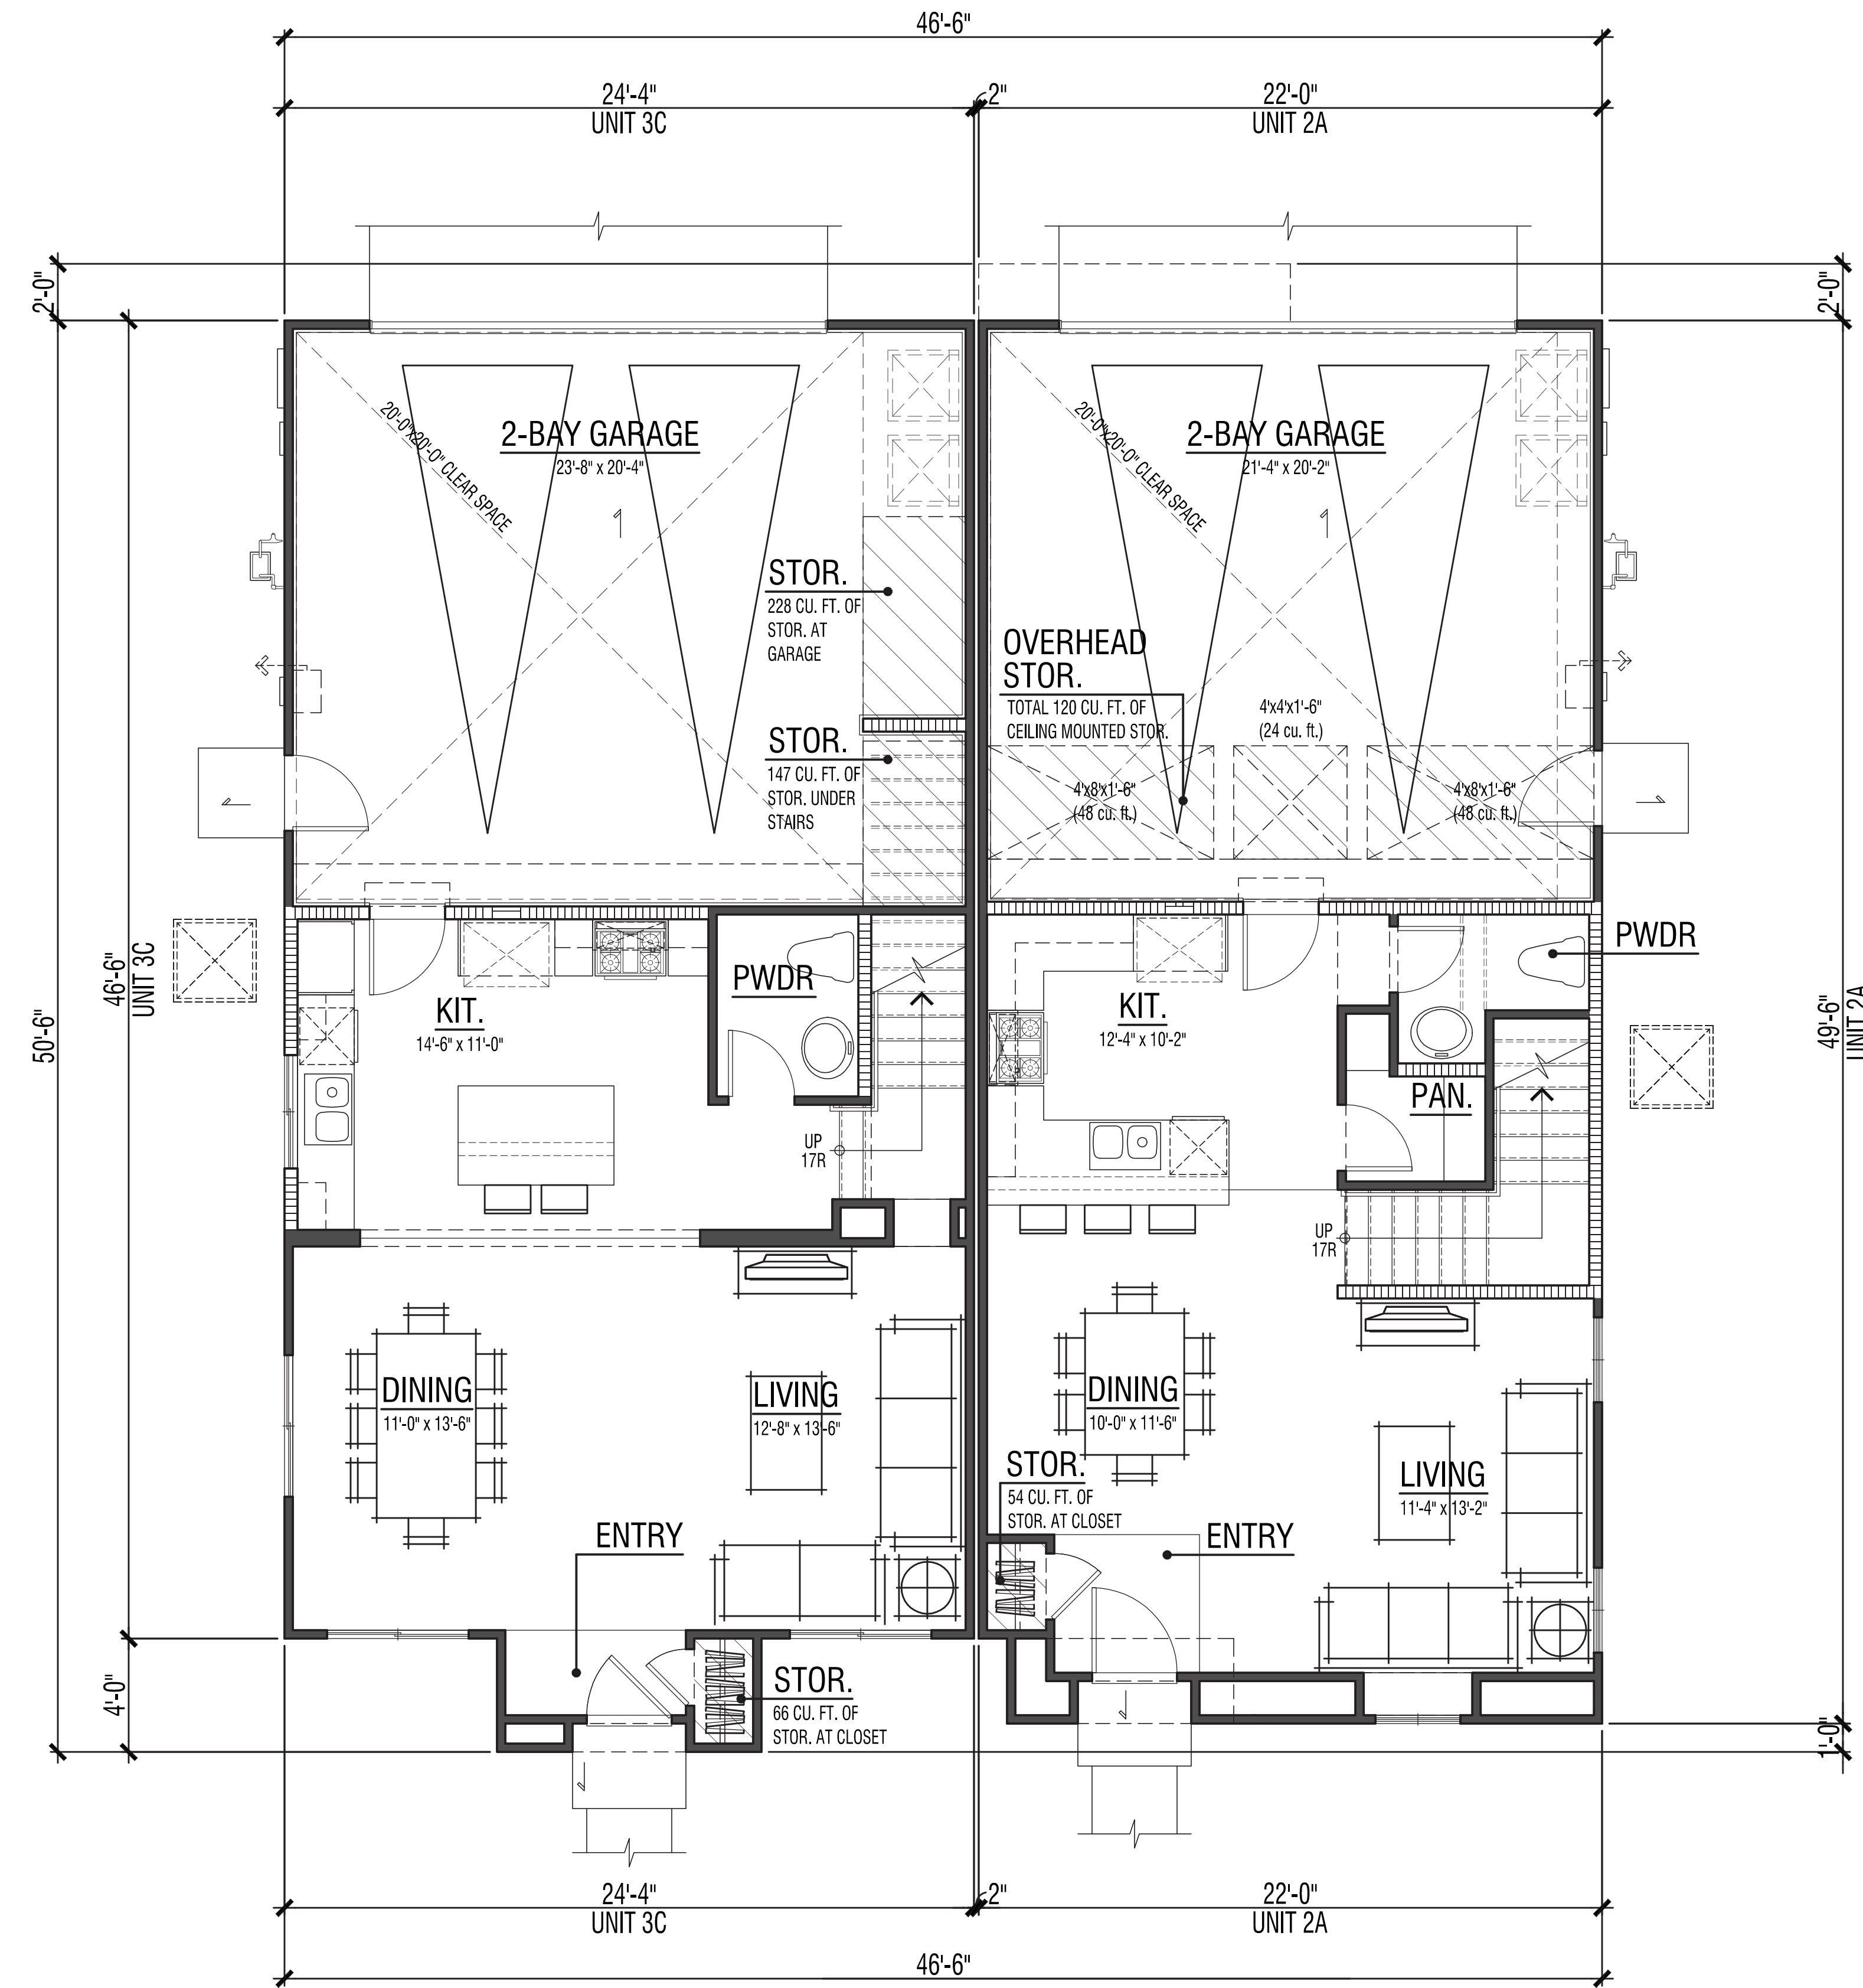 46'-6"
24'-4"
UNIT 3C
2"
22'-0"
UNIT 2A
2'-0"
2'-0"
2-BAY GARAGE
23'-8" x 20'-4"
20'-0"x20'-0" CLEAR SPACE
2-BAY GARAGE
21'-4" x 20'-2"
20'-0"x20'-0" CLEAR SPACE
STOR.
228 CU. FT. OF
STOR. AT
GARAGE
STOR.
147 CU. FT. OF
STOR. UNDER
STAIRS
OVERHEAD
STOR.
TOTAL 120 CU. FT. OF
CEILING MOUNTED STOR.
4'x4'x1'-6"
(24 cu. ft.)
4'x8'x1'-6"
(48 cu. ft.)
4'x8'x1'-6"
(48 cu. ft.)
50'-6"
46'-6"
UNIT 3C
49'-6"
UNIT 2A
KIT.
14'-6" x 11'-0"
PWDR
UP
17R
KIT.
12'-4" x 10'-2"
PWDR
PAN.
UP
17R
DINING
11'-0" x 13'-6"
LIVING
12'-8" x 13'-6"
DINING
10'-0" x 11'-6"
LIVING
11'-4" x 13'-2"
STOR.
54 CU. FT. OF
STOR. AT CLOSET
ENTRY
ENTRY
STOR.
66 CU. FT. OF
STOR. AT CLOSET
4'-0"
1'-0"
24'-4"
UNIT 3C
2"
22'-0"
UNIT 2A
46'-6"